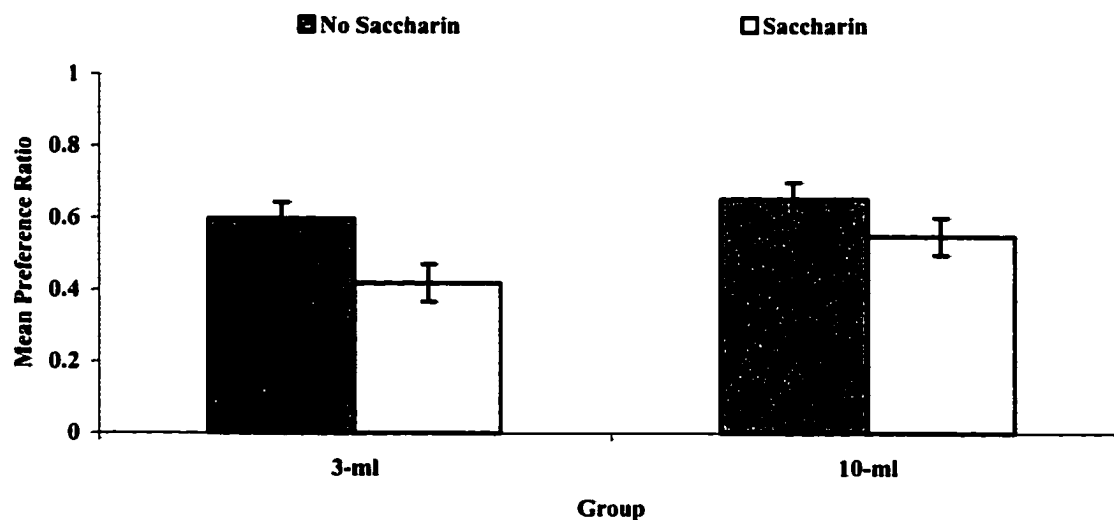 No Saccharin
Saccharin
Mean Preference Ratio
1
0.8
0.6
0.4
0.2
0
3-ml
10-ml
Group